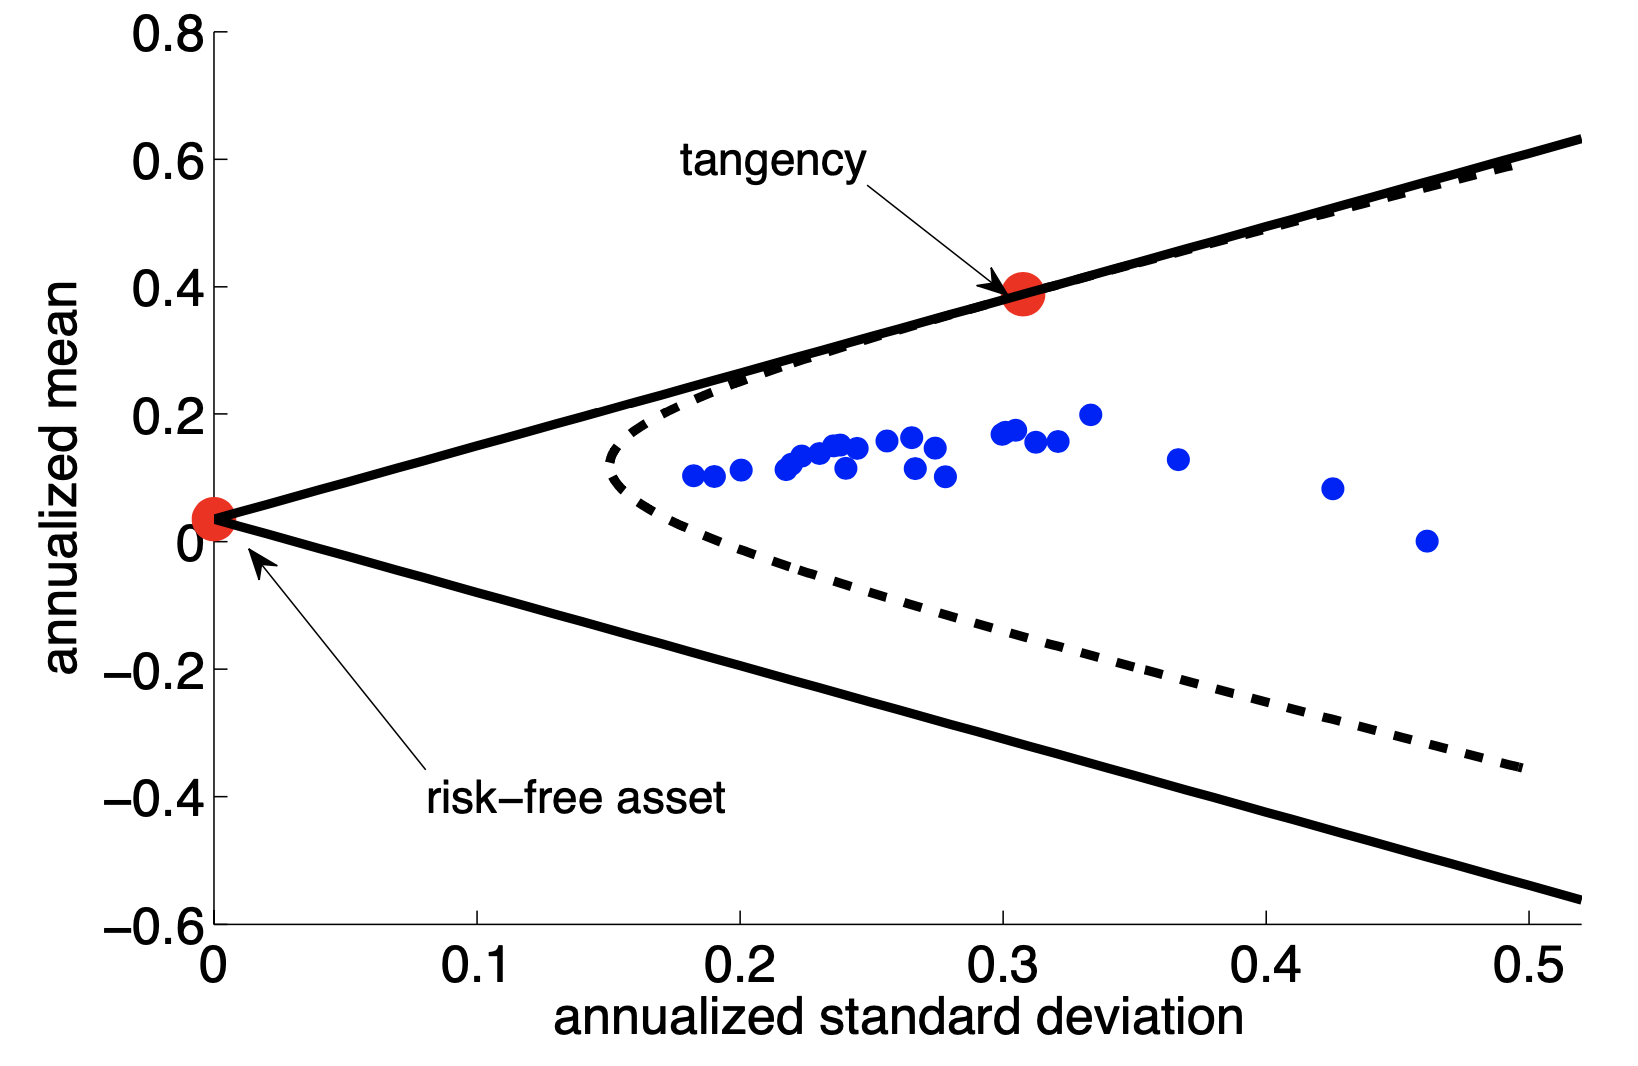 0.8
0.6
0.4
0.2
0
−0.2
−0.4
−0.6
annualized mean
tangency
risk−free asset
0 0.1 0.2 0.3 0.4 0.5
annualized standard deviation